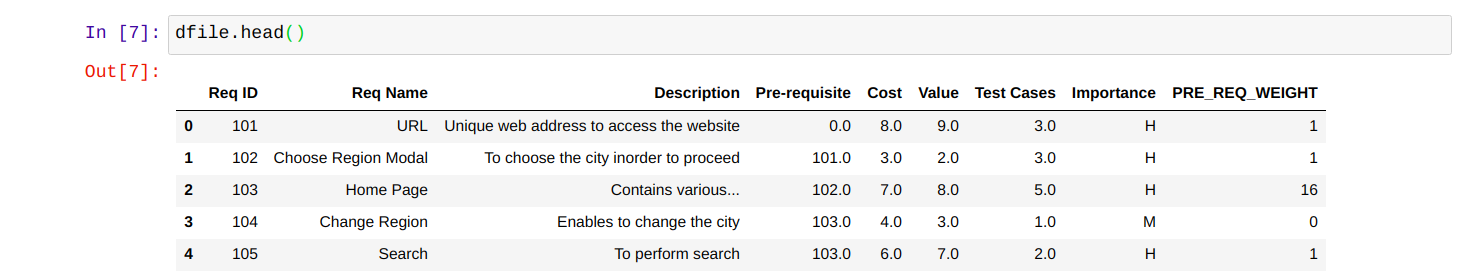 In [7]: dfile.head()
Out[7]:
Req ID Req Name Description Pre-requisite Cost Value Test Cases Importance PRE_REQ_WEIGHT
0 101 URL Unique web address to access the website 0.0 8.0 9.0 3.0 H 1
1 102 Choose Region Modal To choose the city inorder to proceed 101.0 3.0 2.0 3.0 H 1
2 103 Home Page Contains various... 102.0 7.0 8.0 5.0 H 16
3 104 Change Region Enables to change the city 103.0 4.0 3.0 1.0 M 0
4 105 Search To perform search 103.0 6.0 7.0 2.0 H 1